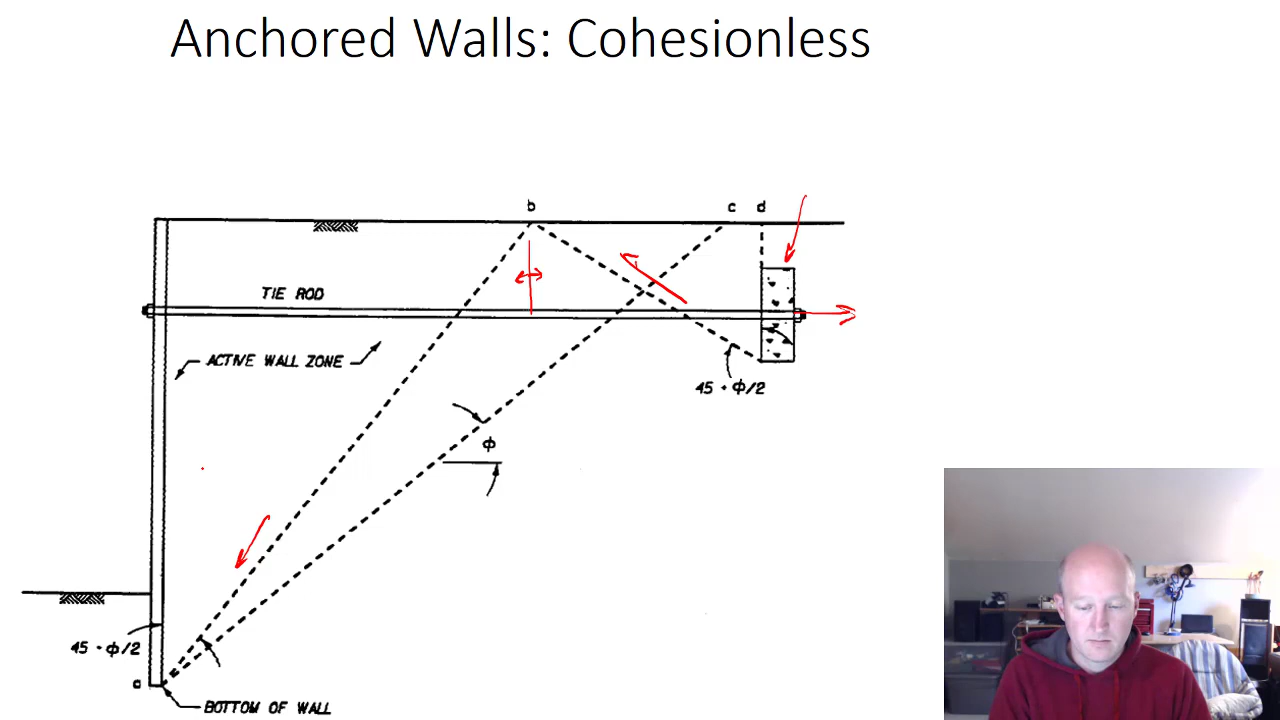 Anchored Walls: Cohesionless
b c d
TIE ROD
ACTIVE WALL ZONE
45 - ϕ/2
ϕ
45 - ϕ/2
a
BOTTOM OF WALL